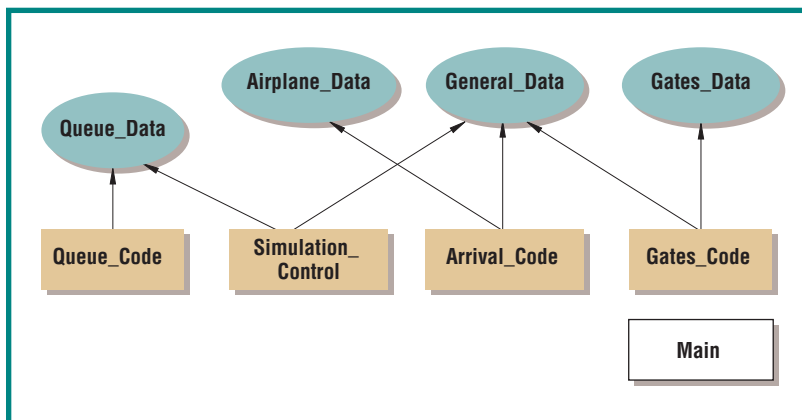 Airplane_Data
General_Data
Gates_Data
Queue_Data
Queue_Code
Simulation_
Control
Arrival_Code
Gates_Code
Main